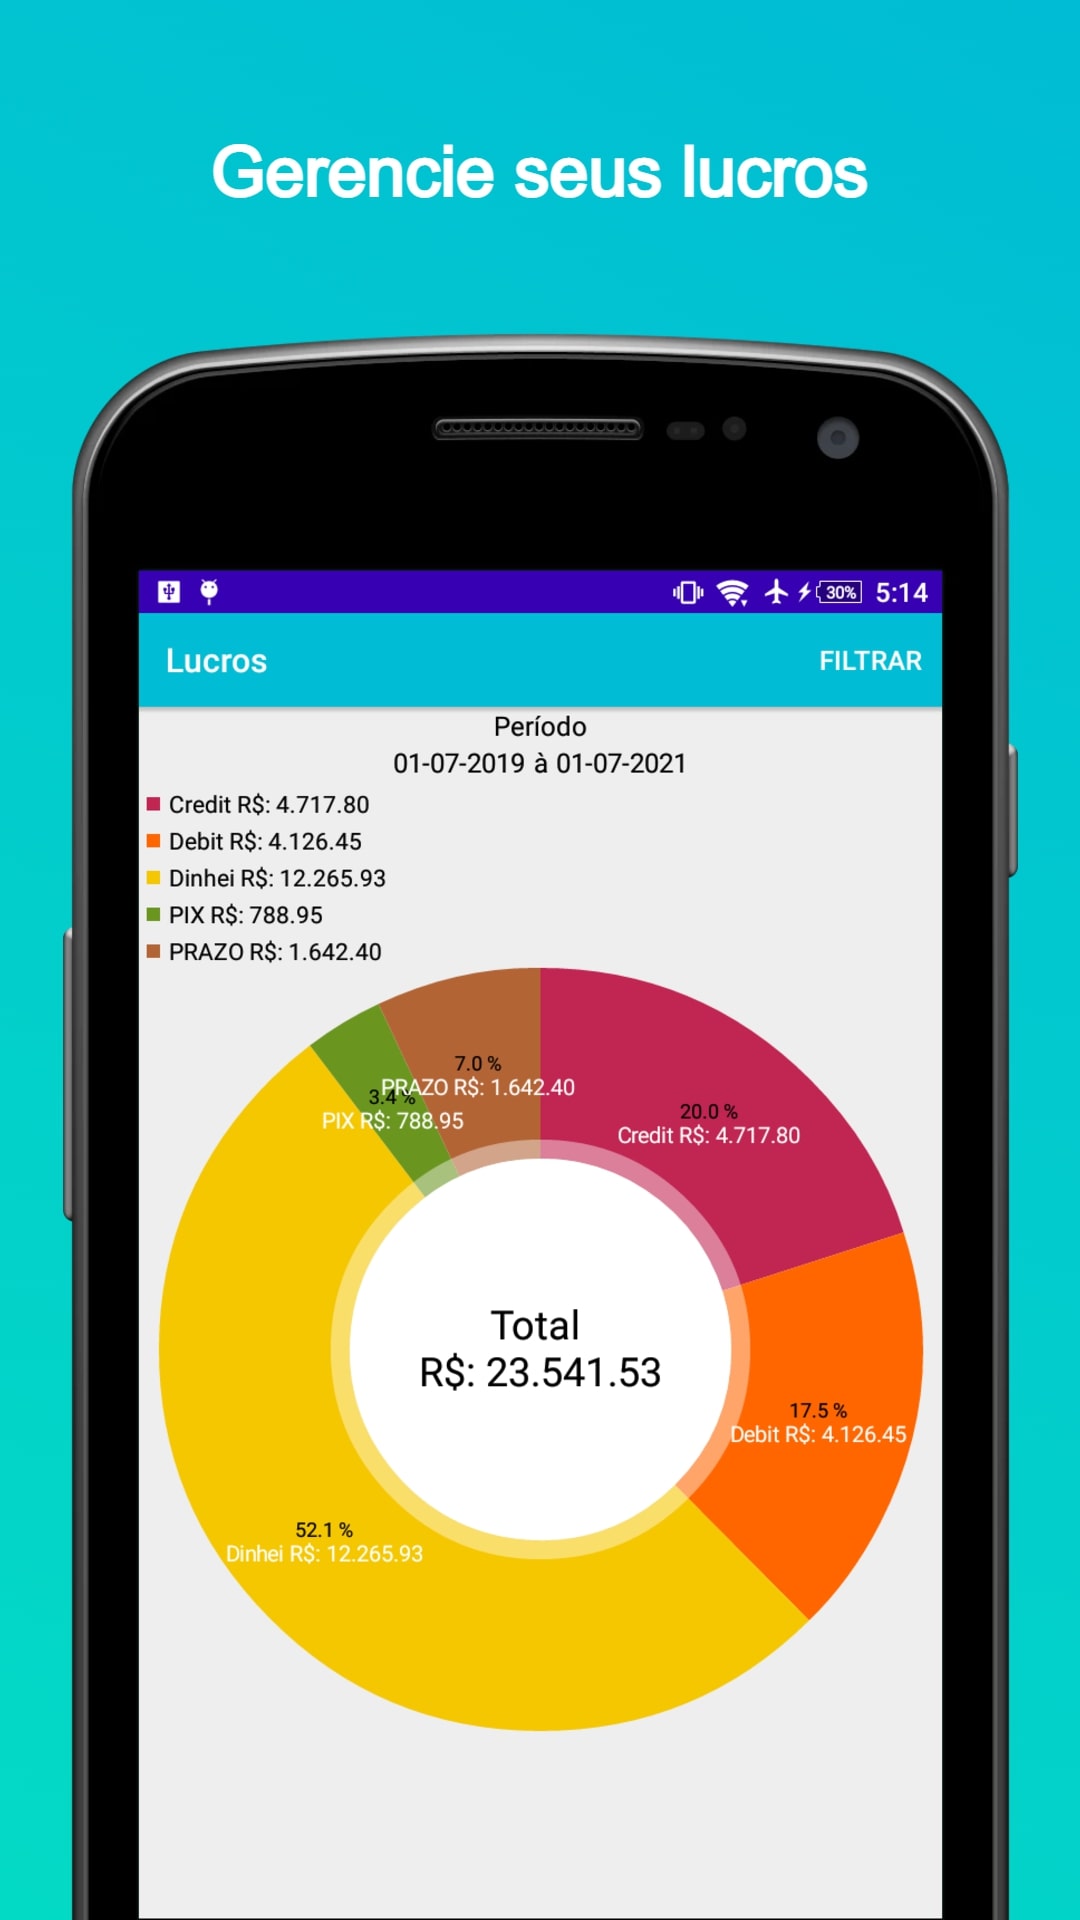 Gerencie seus lucros
30%
5:14
Lucros
FILTRAR
Período
01-07-2019 à 01-07-2021
Credit R$: 4.717.80
Debit R$: 4.126.45
Dinhei R$: 12.265.93
PIX R$: 788.95
PRAZO R$: 1.642.40
7.0 %
PRAZO R$: 1.642.40
3.4 %
PIX R$: 788.95
20.0 %
Credit R$: 4.717.80
Total
R$: 23.541.53
17.5 %
Debit R$: 4.126.45
52.1 %
Dinhei R$: 12.265.93